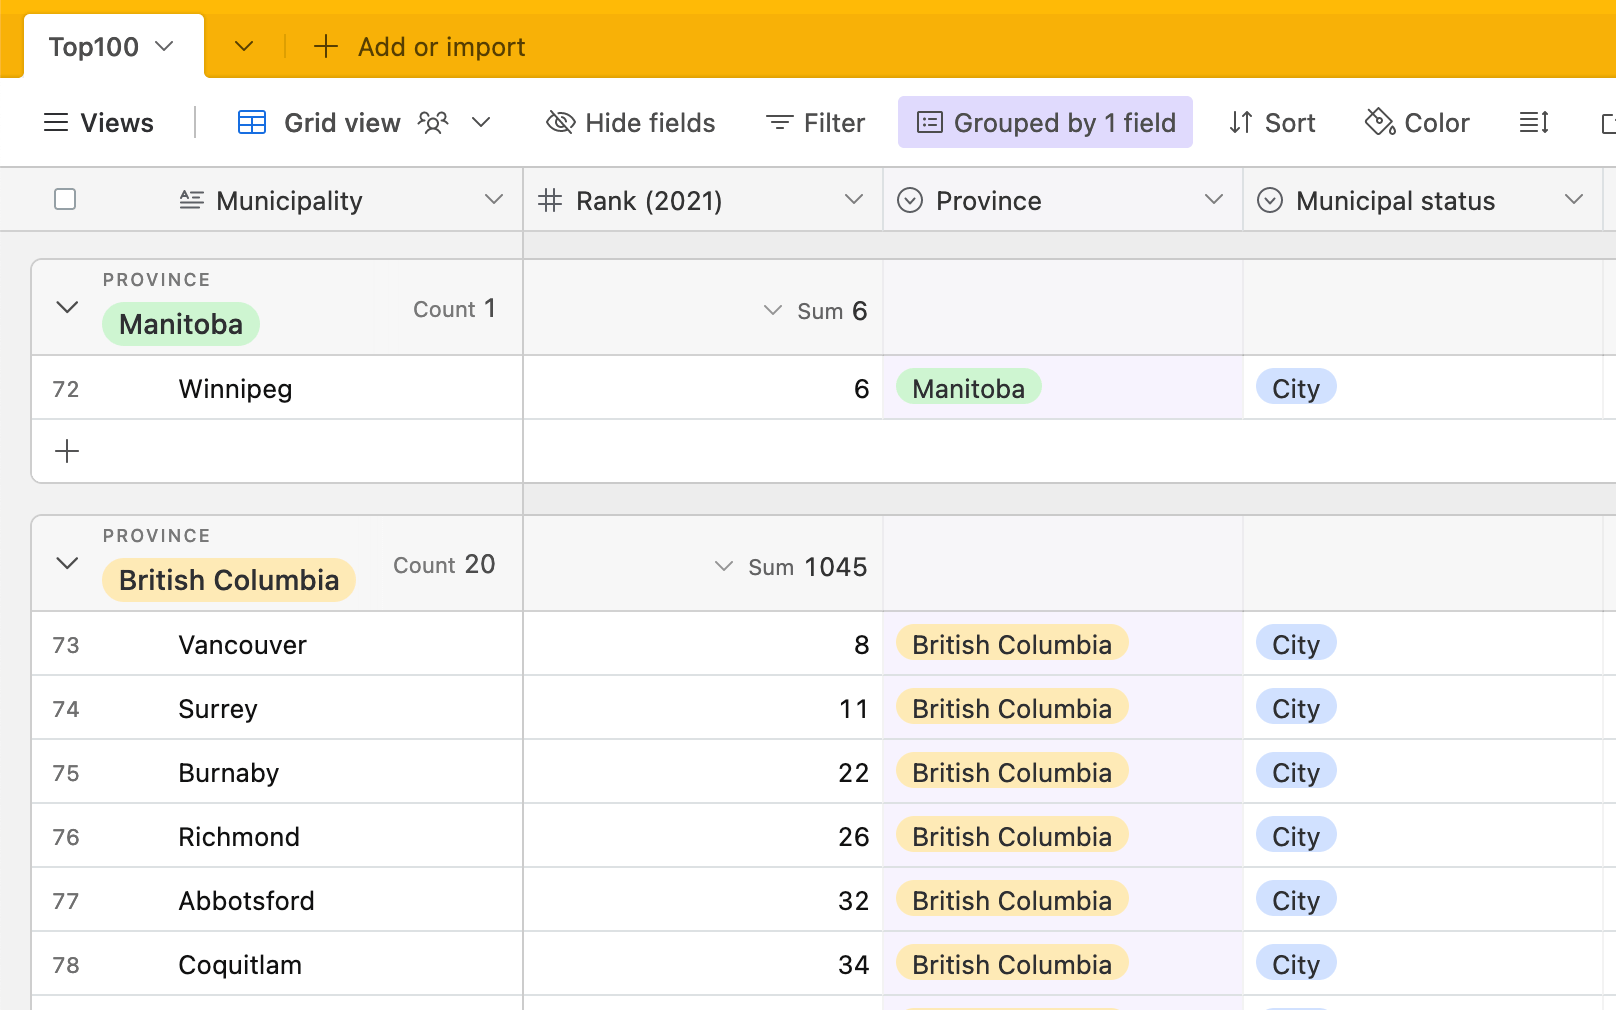 Top100 Add or import
Views Grid view Hide fields Filter Grouped by 1 field Sort Color
Municipality Rank (2021) Province Municipal status
PROVINCE
Manitoba Count 1 Sum 6
72 Winnipeg 6 Manitoba City
PROVINCE
British Columbia Count 20 Sum 1045
73 Vancouver 8 British Columbia City
74 Surrey 11 British Columbia City
75 Burnaby 22 British Columbia City
76 Richmond 26 British Columbia City
77 Abbotsford 32 British Columbia City
78 Coquitlam 34 British Columbia City